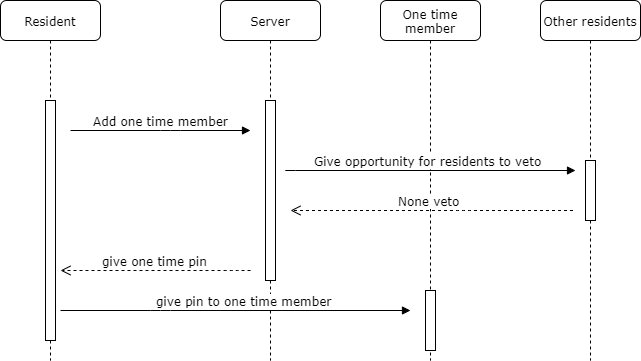 Resident
Server
One time
member
Other residents
Add one time member
Give opportunity for residents to veto
None veto
give one time pin
give pin to one time member